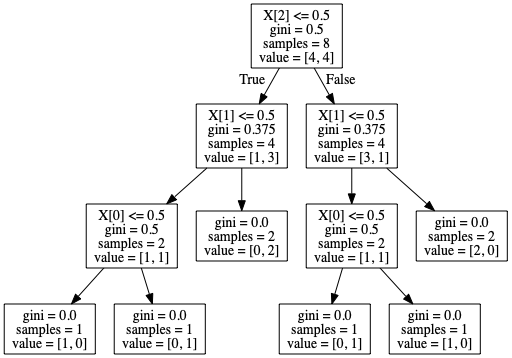 X[2] <= 0.5
gini = 0.5
samples = 8
value = [4, 4]
True
False
X[1] <= 0.5
gini = 0.375
samples = 4
value = [1, 3]
X[1] <= 0.5
gini = 0.375
samples = 4
value = [3, 1]
X[0] <= 0.5
gini = 0.5
samples = 2
value = [1, 1]
gini = 0.0
samples = 2
value = [0, 2]
X[0] <= 0.5
gini = 0.5
samples = 2
value = [1, 1]
gini = 0.0
samples = 2
value = [2, 0]
gini = 0.0
samples = 1
value = [1, 0]
gini = 0.0
samples = 1
value = [0, 1]
gini = 0.0
samples = 1
value = [0, 1]
gini = 0.0
samples = 1
value = [1, 0]